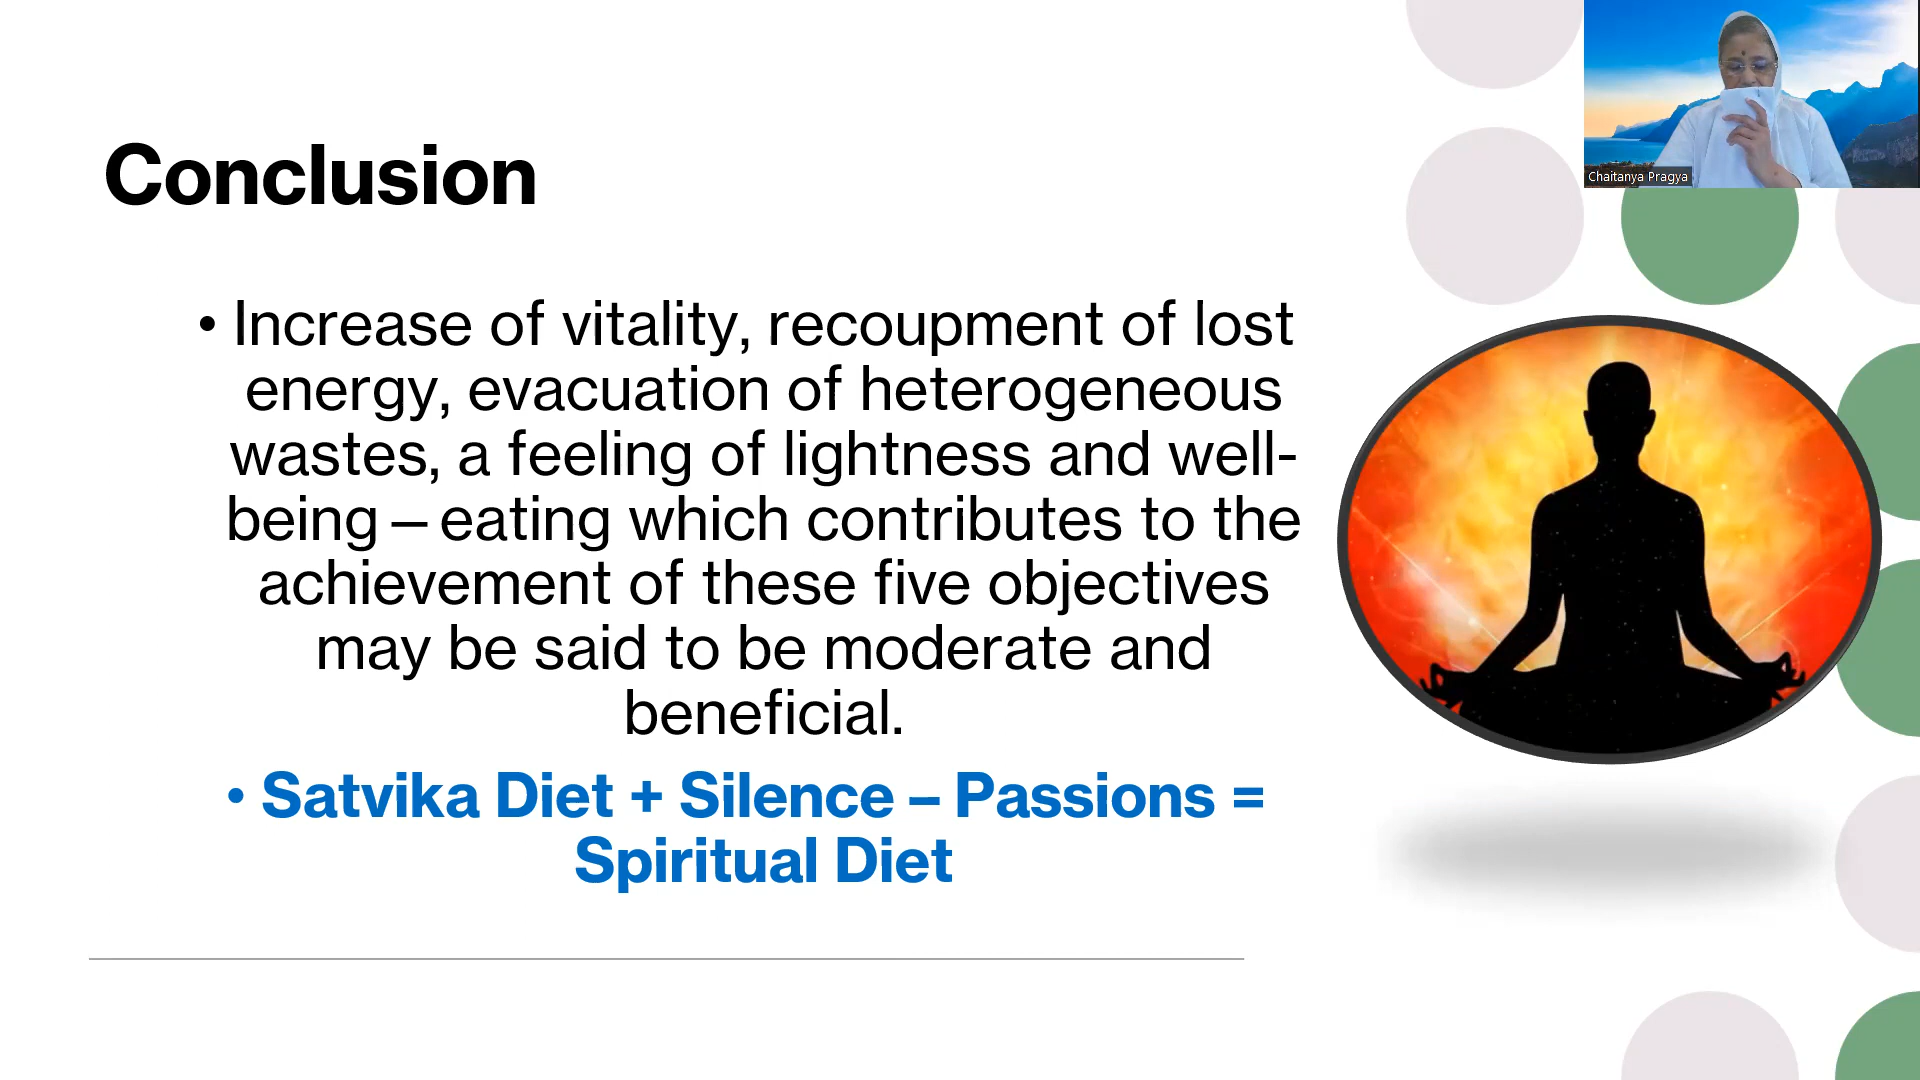 Chaitanya Pragya
Conclusion
• Increase of vitality, recoupment of lost
energy, evacuation of heterogeneous
wastes, a feeling of lightness and well-
being – eating which contributes to the
achievement of these five objectives
may be said to be moderate and
beneficial.
• Satvika Diet + Silence – Passions =
Spiritual Diet